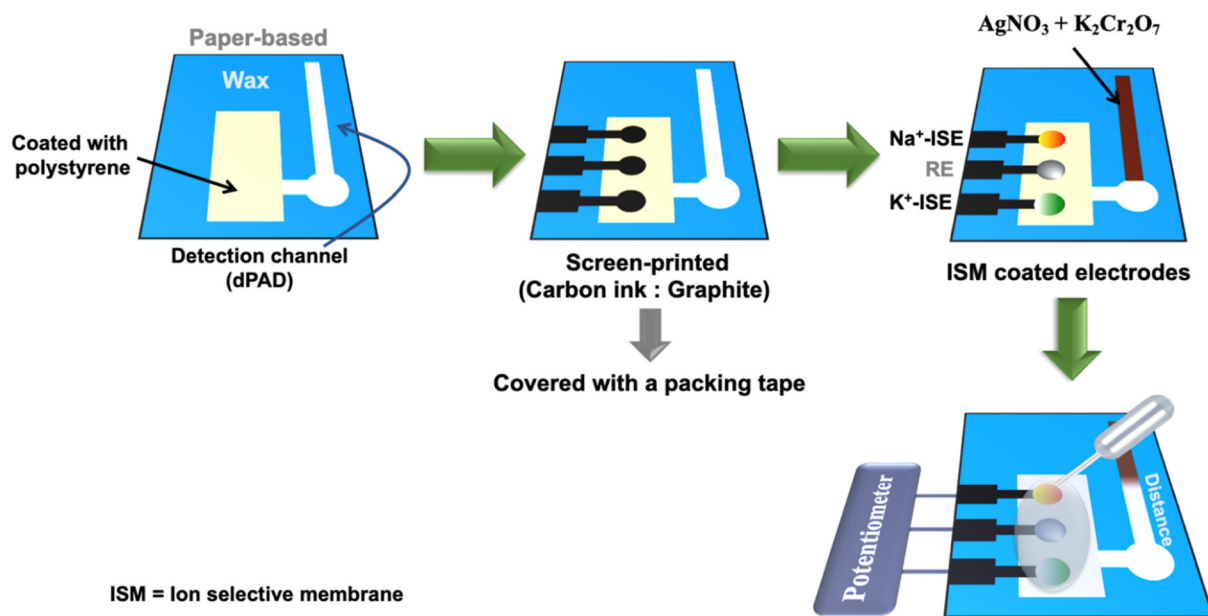 Paper-based
Wax
Coated with
polystyrene
Detection channel
(dPAD)
Screen-printed
(Carbon ink : Graphite)
Covered with a packing tape
AgNO₃ + K₂Cr₂O₇
Na⁺-ISE
RE
K⁺-ISE
ISM coated electrodes
Potentiometer
Distance
ISM = Ion selective membrane